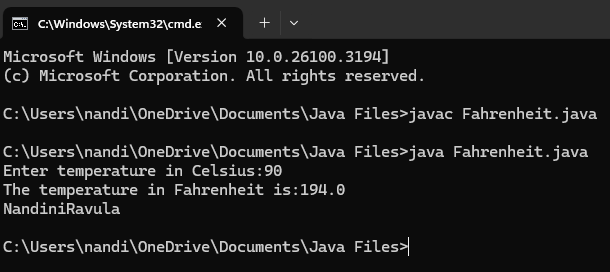 C:\Windows\System32\cmd.e
Microsoft Windows [Version 10.0.26100.3194]
(c) Microsoft Corporation. All rights reserved.
C:\Users\nandi\OneDrive\Documents\Java Files>javac Fahrenheit.java
C:\Users\nandi\OneDrive\Documents\Java Files>java Fahrenheit.java
Enter temperature in Celsius:90
The temperature in Fahrenheit is:194.0
NandiniRavula
C:\Users\nandi\OneDrive\Documents\Java Files>